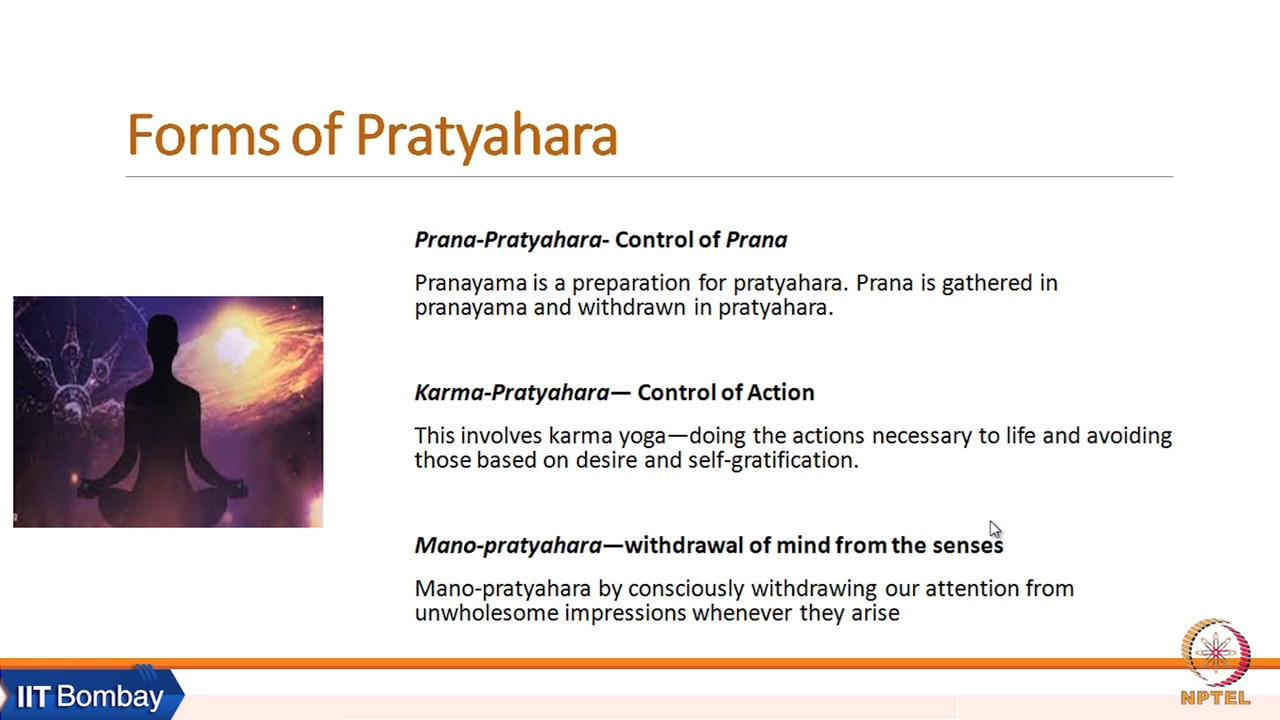 Forms of Pratyahara
Prana-Pratyahara- Control of Prana
Pranayama is a preparation for pratyahara. Prana is gathered in
pranayama and withdrawn in pratyahara.
Karma-Pratyahara— Control of Action
This involves karma yoga—doing the actions necessary to life and avoiding
those based on desire and self-gratification.
Mano-pratyahara—withdrawal of mind from the senses
Mano-pratyahara by consciously withdrawing our attention from
unwholesome impressions whenever they arise
IIT Bombay
NPTEL